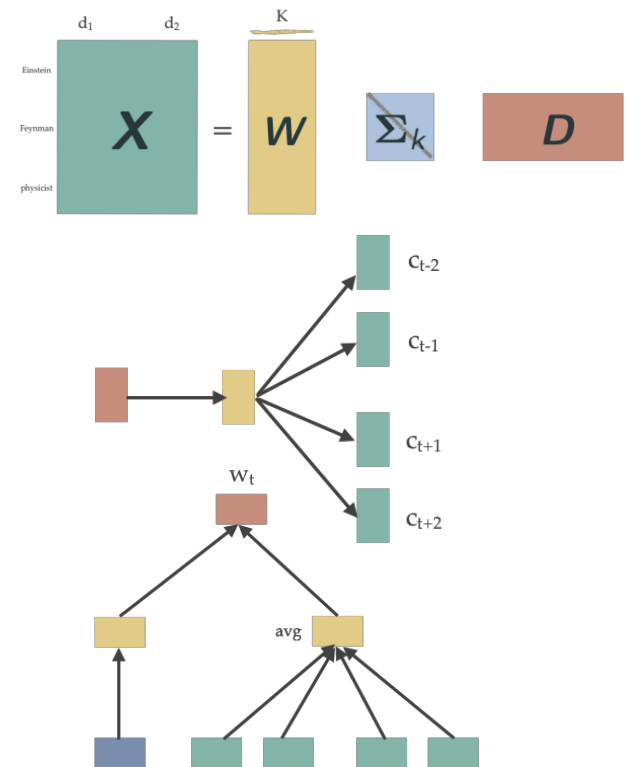 K
d₁ d₂
Einstein
Feynman
physicist
X = W Σk D
cₜ₋₂
cₜ₋₁
cₜ₊₁
cₜ₊₂
wₜ
avg